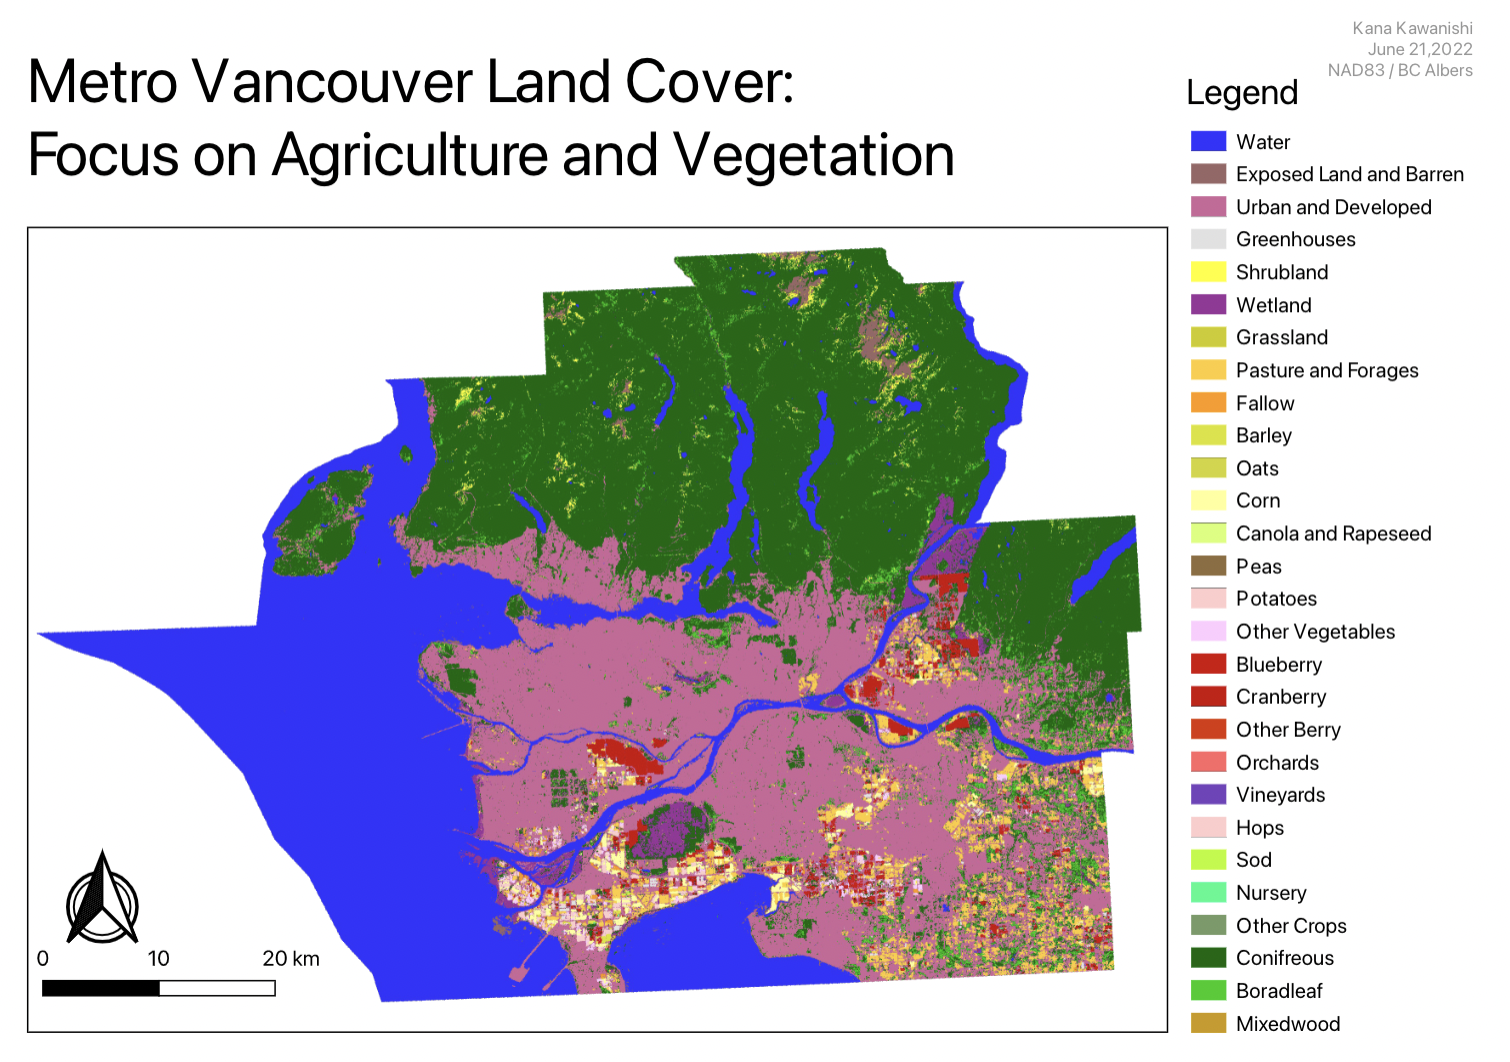 Kana Kawanishi
June 21,2022
NAD83 / BC Albers
Metro Vancouver Land Cover:
Focus on Agriculture and Vegetation
Legend
Water
Exposed Land and Barren
Urban and Developed
Greenhouses
Shrubland
Wetland
Grassland
Pasture and Forages
Fallow
Barley
Oats
Corn
Canola and Rapeseed
Peas
Potatoes
Other Vegetables
Blueberry
Cranberry
Other Berry
Orchards
Vineyards
Hops
Sod
Nursery
Other Crops
Conifreous
Boradleaf
Mixedwood
0 10 20 km